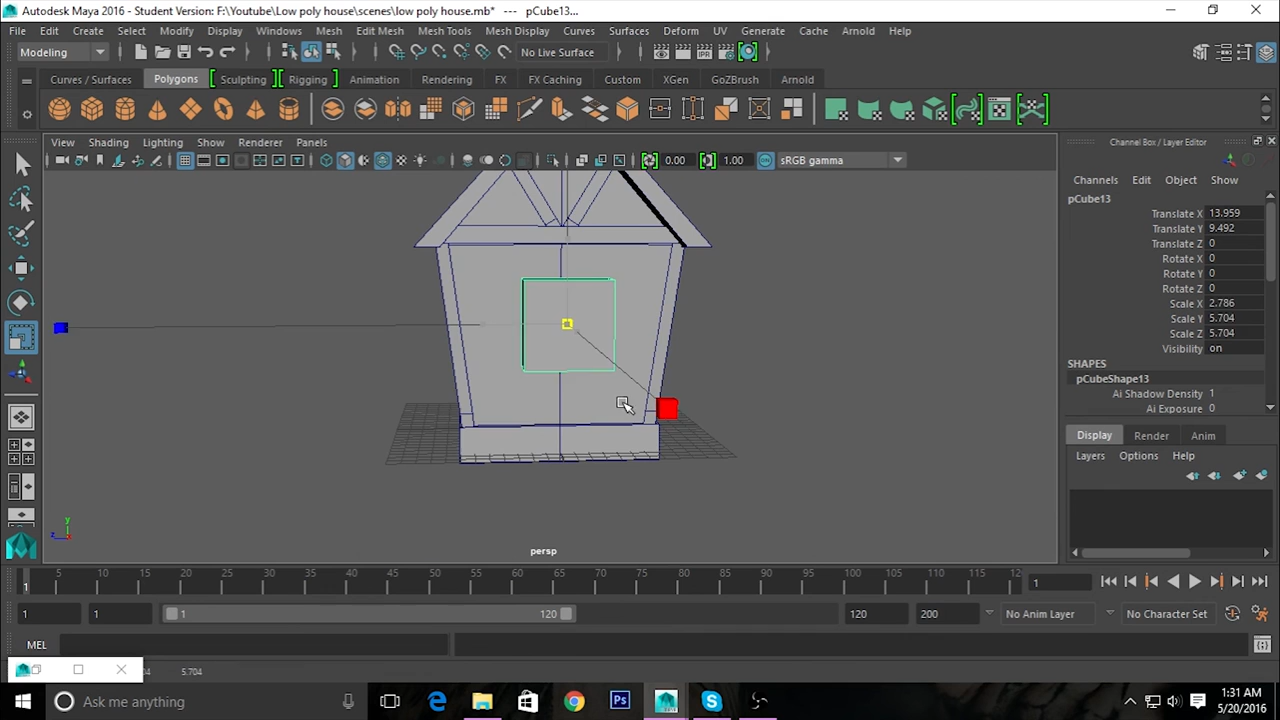 Autodesk Maya 2016 - Student Version: F:\Youtube\Low poly house\scenes\low poly house.mb* --- pCube13...
File Edit Create Select Modify Display Windows Mesh Edit Mesh Mesh Tools Mesh Display Curves Surfaces Deform UV Generate Cache Arnold Help
Modeling No Live Surface
Curves / Surfaces Polygons Sculpting Rigging Animation Rendering FX FX Caching Custom XGen GoZBrush Arnold
Channel Box / Layer Editor
View Shading Lighting Show Renderer Panels
0.00 1.00 sRGB gamma
Channels Edit Object Show
pCube13
Translate X 13.959
Translate Y 9.492
Translate Z 0
Rotate X 0
Rotate Y 0
Rotate Z 0
Scale X 2.786
Scale Y 5.704
Scale Z 5.704
Visibility on
SHAPES
pCubeShape13
Ai Shadow Density 1
Ai Exposure 0
Display Render Anim
Layers Options Help
y
z
persp
5 10 15 20 25 30 35 40 45 50 55 60 65 70 75 80 85 90 95 100 105 110 115 12
1 1
1 1 1 120 120 200 No Anim Layer No Character Set
MEL
04 5.704
Ask me anything
Ps
1:31 AM
5/20/2016